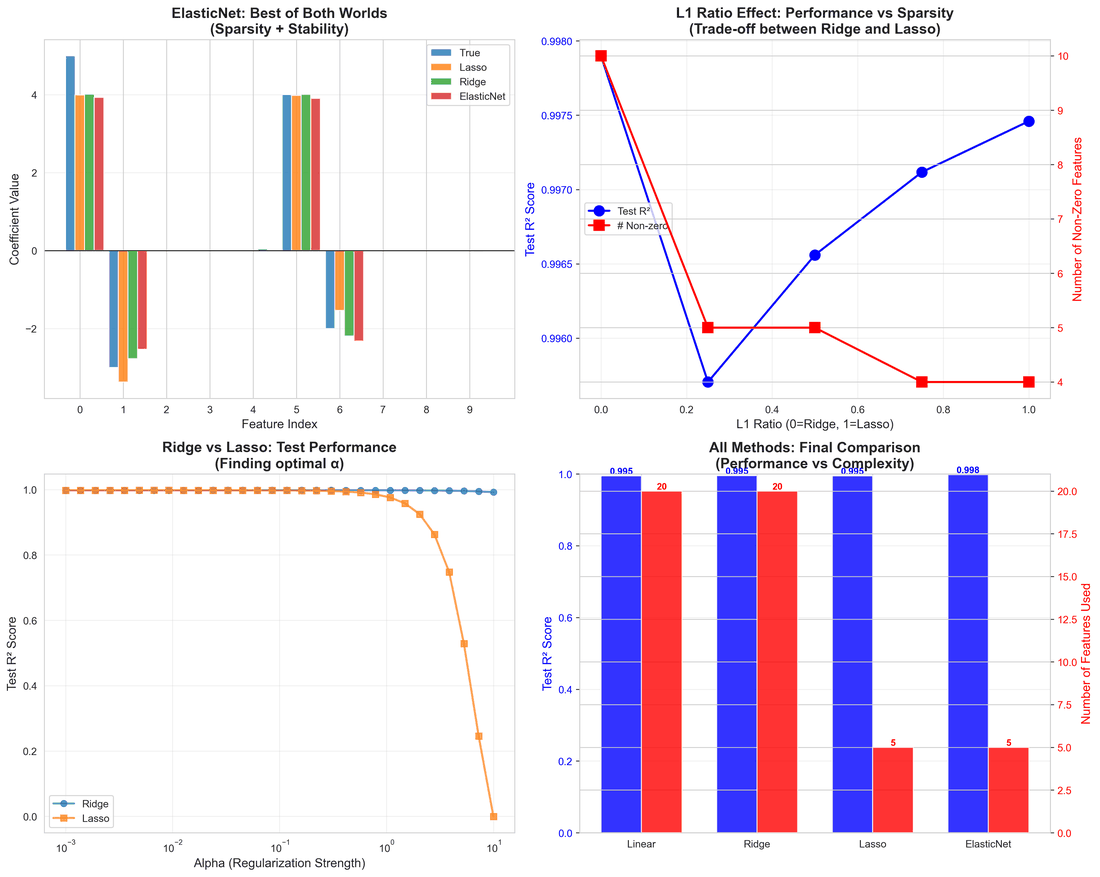 ElasticNet: Best of Both Worlds
(Sparsity + Stability)
True
Lasso
Ridge
ElasticNet
Coefficient Value
4
2
0
−2
0 1 2 3 4 5 6 7 8 9
Feature Index
L1 Ratio Effect: Performance vs Sparsity
(Trade-off between Ridge and Lasso)
Test R² Score
0.9980
0.9975
0.9970
0.9965
0.9960
Test R²
# Non-zero
10
9
8
7
6
5
4
Number of Non-Zero Features
0.0 0.2 0.4 0.6 0.8 1.0
L1 Ratio (0=Ridge, 1=Lasso)
Ridge vs Lasso: Test Performance
(Finding optimal α)
Test R² Score
1.0
0.8
0.6
0.4
0.2
0.0
Ridge
Lasso
10⁻³ 10⁻² 10⁻¹ 10⁰ 10¹
Alpha (Regularization Strength)
All Methods: Final Comparison
(Performance vs Complexity)
Test R² Score
1.0
0.8
0.6
0.4
0.2
0.0
0.995 0.995 0.995 0.998
20 20 5 5
20.0
17.5
15.0
12.5
10.0
7.5
5.0
2.5
0.0
Number of Features Used
Linear Ridge Lasso ElasticNet